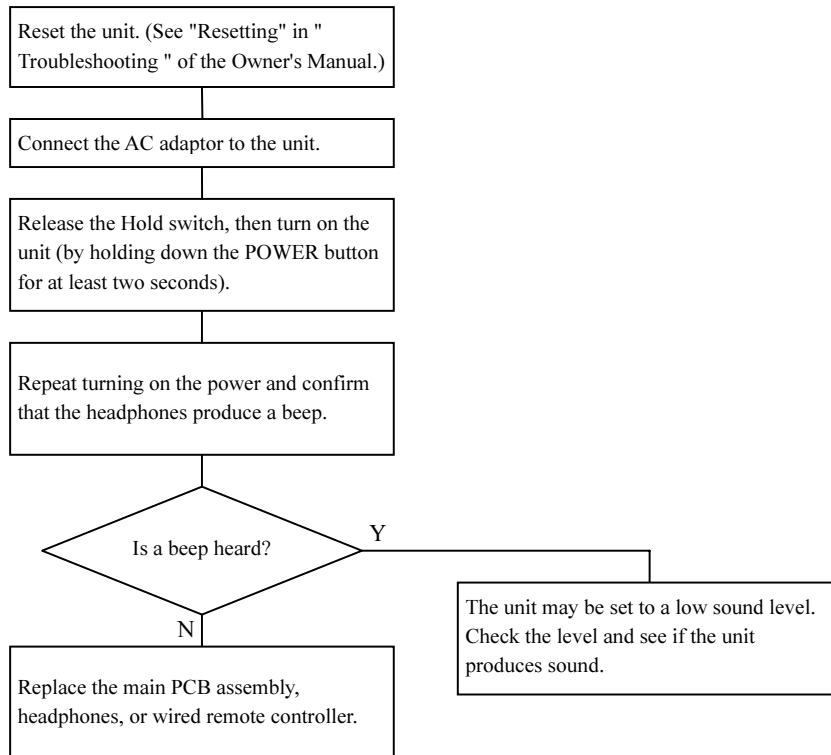 Reset the unit. (See "Resetting" in "
Troubleshooting " of the Owner's Manual.)
Connect the AC adaptor to the unit.
Release the Hold switch, then turn on the
unit (by holding down the POWER button
for at least two seconds).
Repeat turning on the power and confirm
that the headphones produce a beep.
Is a beep heard?
Y
The unit may be set to a low sound level.
Check the level and see if the unit
produces sound.
N
Replace the main PCB assembly,
headphones, or wired remote controller.